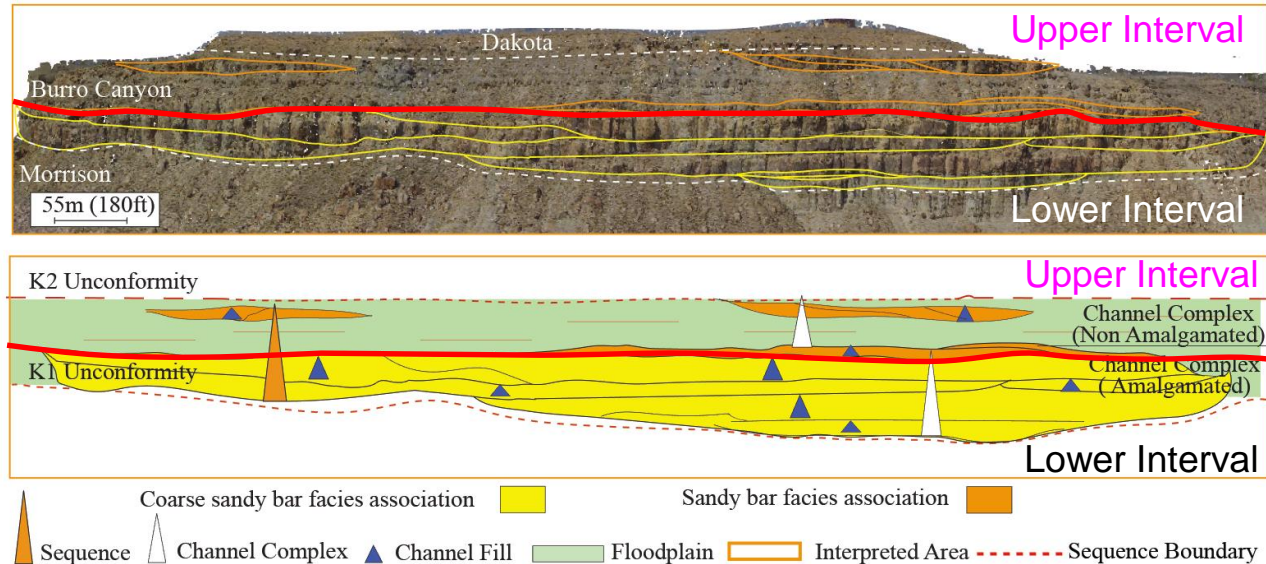 Upper Interval
Dakota
Burro Canyon
Morrison
55m (180ft)
Lower Interval
K2 Unconformity
Upper Interval
Channel Complex
(Non Amalgamated)
K1 Unconformity
Channel Complex
( Amalgamated)
Lower Interval
Coarse sandy bar facies association
Sandy bar facies association
Sequence
Channel Complex
Channel Fill
Floodplain
Interpreted Area
Sequence Boundary